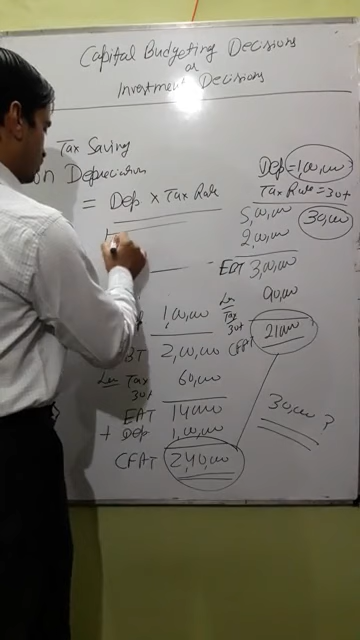 Capital Budgeting Decisions
or
Investment Decisions
Tax Saving
on Depreciation
= Dep × Tax Rate
Dep = 1,00,000
Tax Rate = 30%
30,000
5,00,000
2,00,000
EBT 3,00,000
Less Tax 30% 90,000
CFAT 21000
1,00,000
BT 2,00,000
Less Tax 30% 60,000
EAT 14000
+ Dep 1,00,000
CFAT 2,40,000
30,000 ?